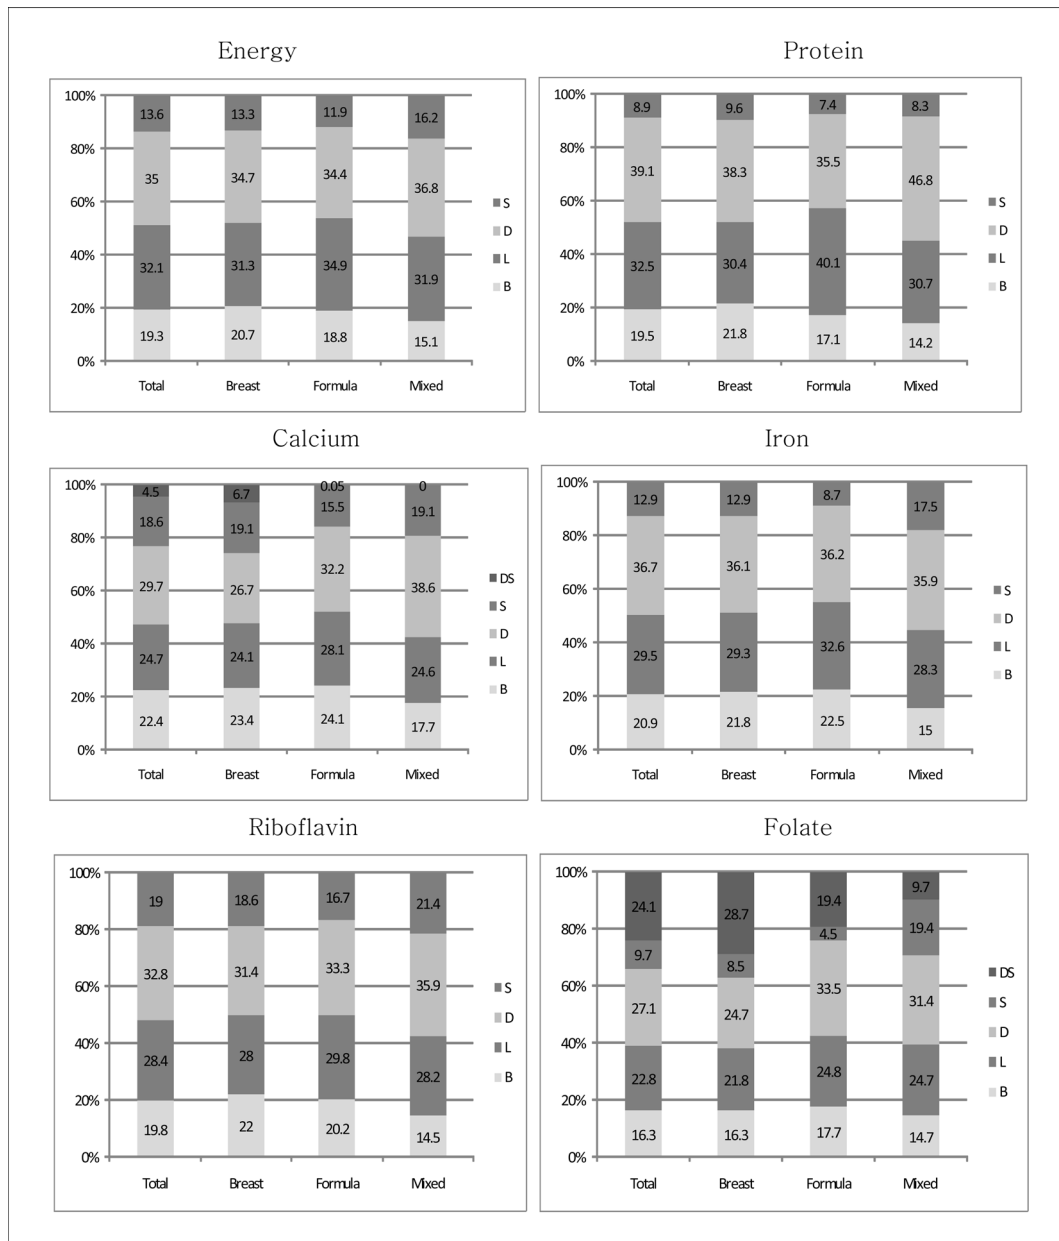 Energy
100%
80%
60%
40%
20%
0%
13.6 13.3 11.9 16.2
35 34.7 34.4 36.8
32.1 31.3 34.9 31.9
19.3 20.7 18.8 15.1
Total Breast Formula Mixed
S
D
L
B
Protein
100%
80%
60%
40%
20%
0%
8.9 9.6 7.4 8.3
39.1 38.3 35.5 46.8
32.5 30.4 40.1 30.7
19.5 21.8 17.1 14.2
Total Breast Formula Mixed
S
D
L
B
Calcium
100%
80%
60%
40%
20%
0%
4.5 6.7 0.05 0
18.6 19.1 15.5 19.1
29.7 26.7 32.2 38.6
24.7 24.1 28.1 24.6
22.4 23.4 24.1 17.7
Total Breast Formula Mixed
DS
S
D
L
B
Iron
100%
80%
60%
40%
20%
0%
12.9 12.9 8.7 17.5
36.7 36.1 36.2 35.9
29.5 29.3 32.6 28.3
20.9 21.8 22.5 15
Total Breast Formula Mixed
S
D
L
B
Riboflavin
100%
80%
60%
40%
20%
0%
19 18.6 16.7 21.4
32.8 31.4 33.3 35.9
28.4 28 29.8 28.2
19.8 22 20.2 14.5
Total Breast Formula Mixed
S
D
L
B
Folate
100%
80%
60%
40%
20%
0%
24.1 28.7 19.4 9.7
9.7 8.5 4.5 19.4
27.1 24.7 33.5 31.4
22.8 21.8 24.8 24.7
16.3 16.3 17.7 14.7
Total Breast Formula Mixed
DS
S
D
L
B